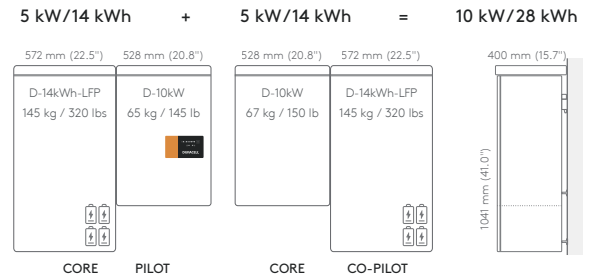 5 kW/14 kWh + 5 kW/14 kWh = 10 kW/28 kWh
572 mm (22.5") 528 mm (20.8") 528 mm (20.8") 572 mm (22.5") 400 mm (15.7")
D-14kWh-LFP D-10kW D-10kW D-14kWh-LFP
145 kg / 320 lbs 65 kg / 145 lb 67 kg / 150 lb 145 kg / 320 lbs
DURACELL
1041 mm (41.0")
CORE PILOT CORE CO-PILOT